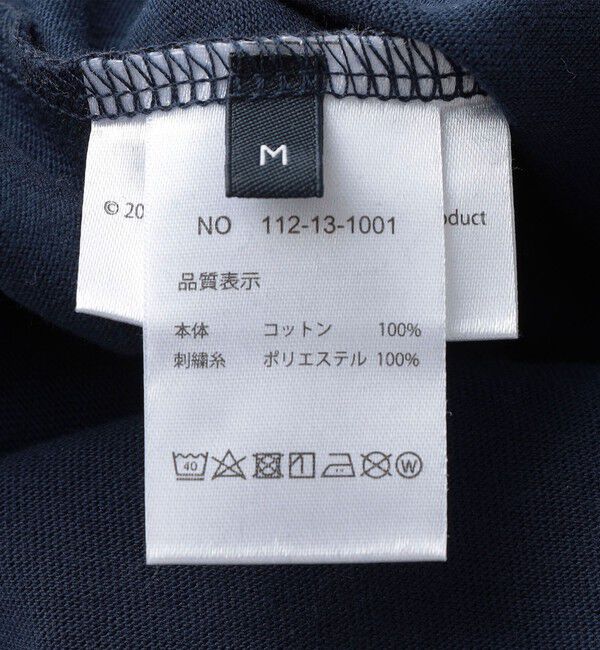 M
© 20
oduct
NO 112-13-1001
品質表示
本体 コットン 100%
刺繍糸 ポリエステル 100%
40
W